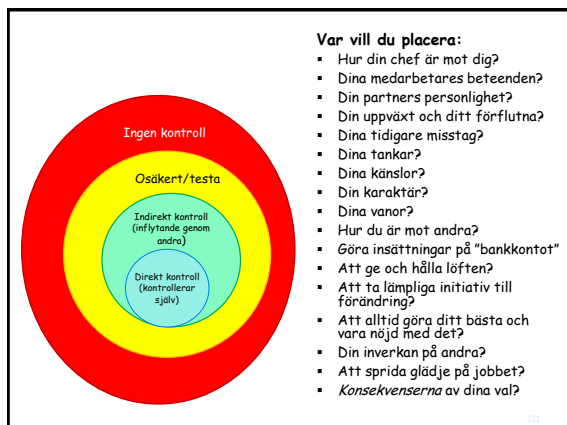 Var vill du placera:
▪ Hur din chef är mot dig?
▪ Dina medarbetares beteenden?
▪ Din partners personlighet?
▪ Din uppväxt och ditt förflutna?
▪ Dina tidigare misstag?
▪ Dina tankar?
▪ Dina känslor?
▪ Din karaktär?
▪ Dina vanor?
▪ Hur du är mot andra?
▪ Göra insättningar på ”bankkontot”
▪ Att ge och hålla löften?
▪ Att ta lämpliga initiativ till
förändring?
▪ Att alltid göra ditt bästa och
vara nöjd med det?
▪ Din inverkan på andra?
▪ Att sprida glädje på jobbet?
▪ Konsekvenserna av dina val?
Ingen kontroll
Osäkert/testa
Indirekt kontroll
(inflytande genom
andra)
Direkt kontroll
(kontrollerar
själv)